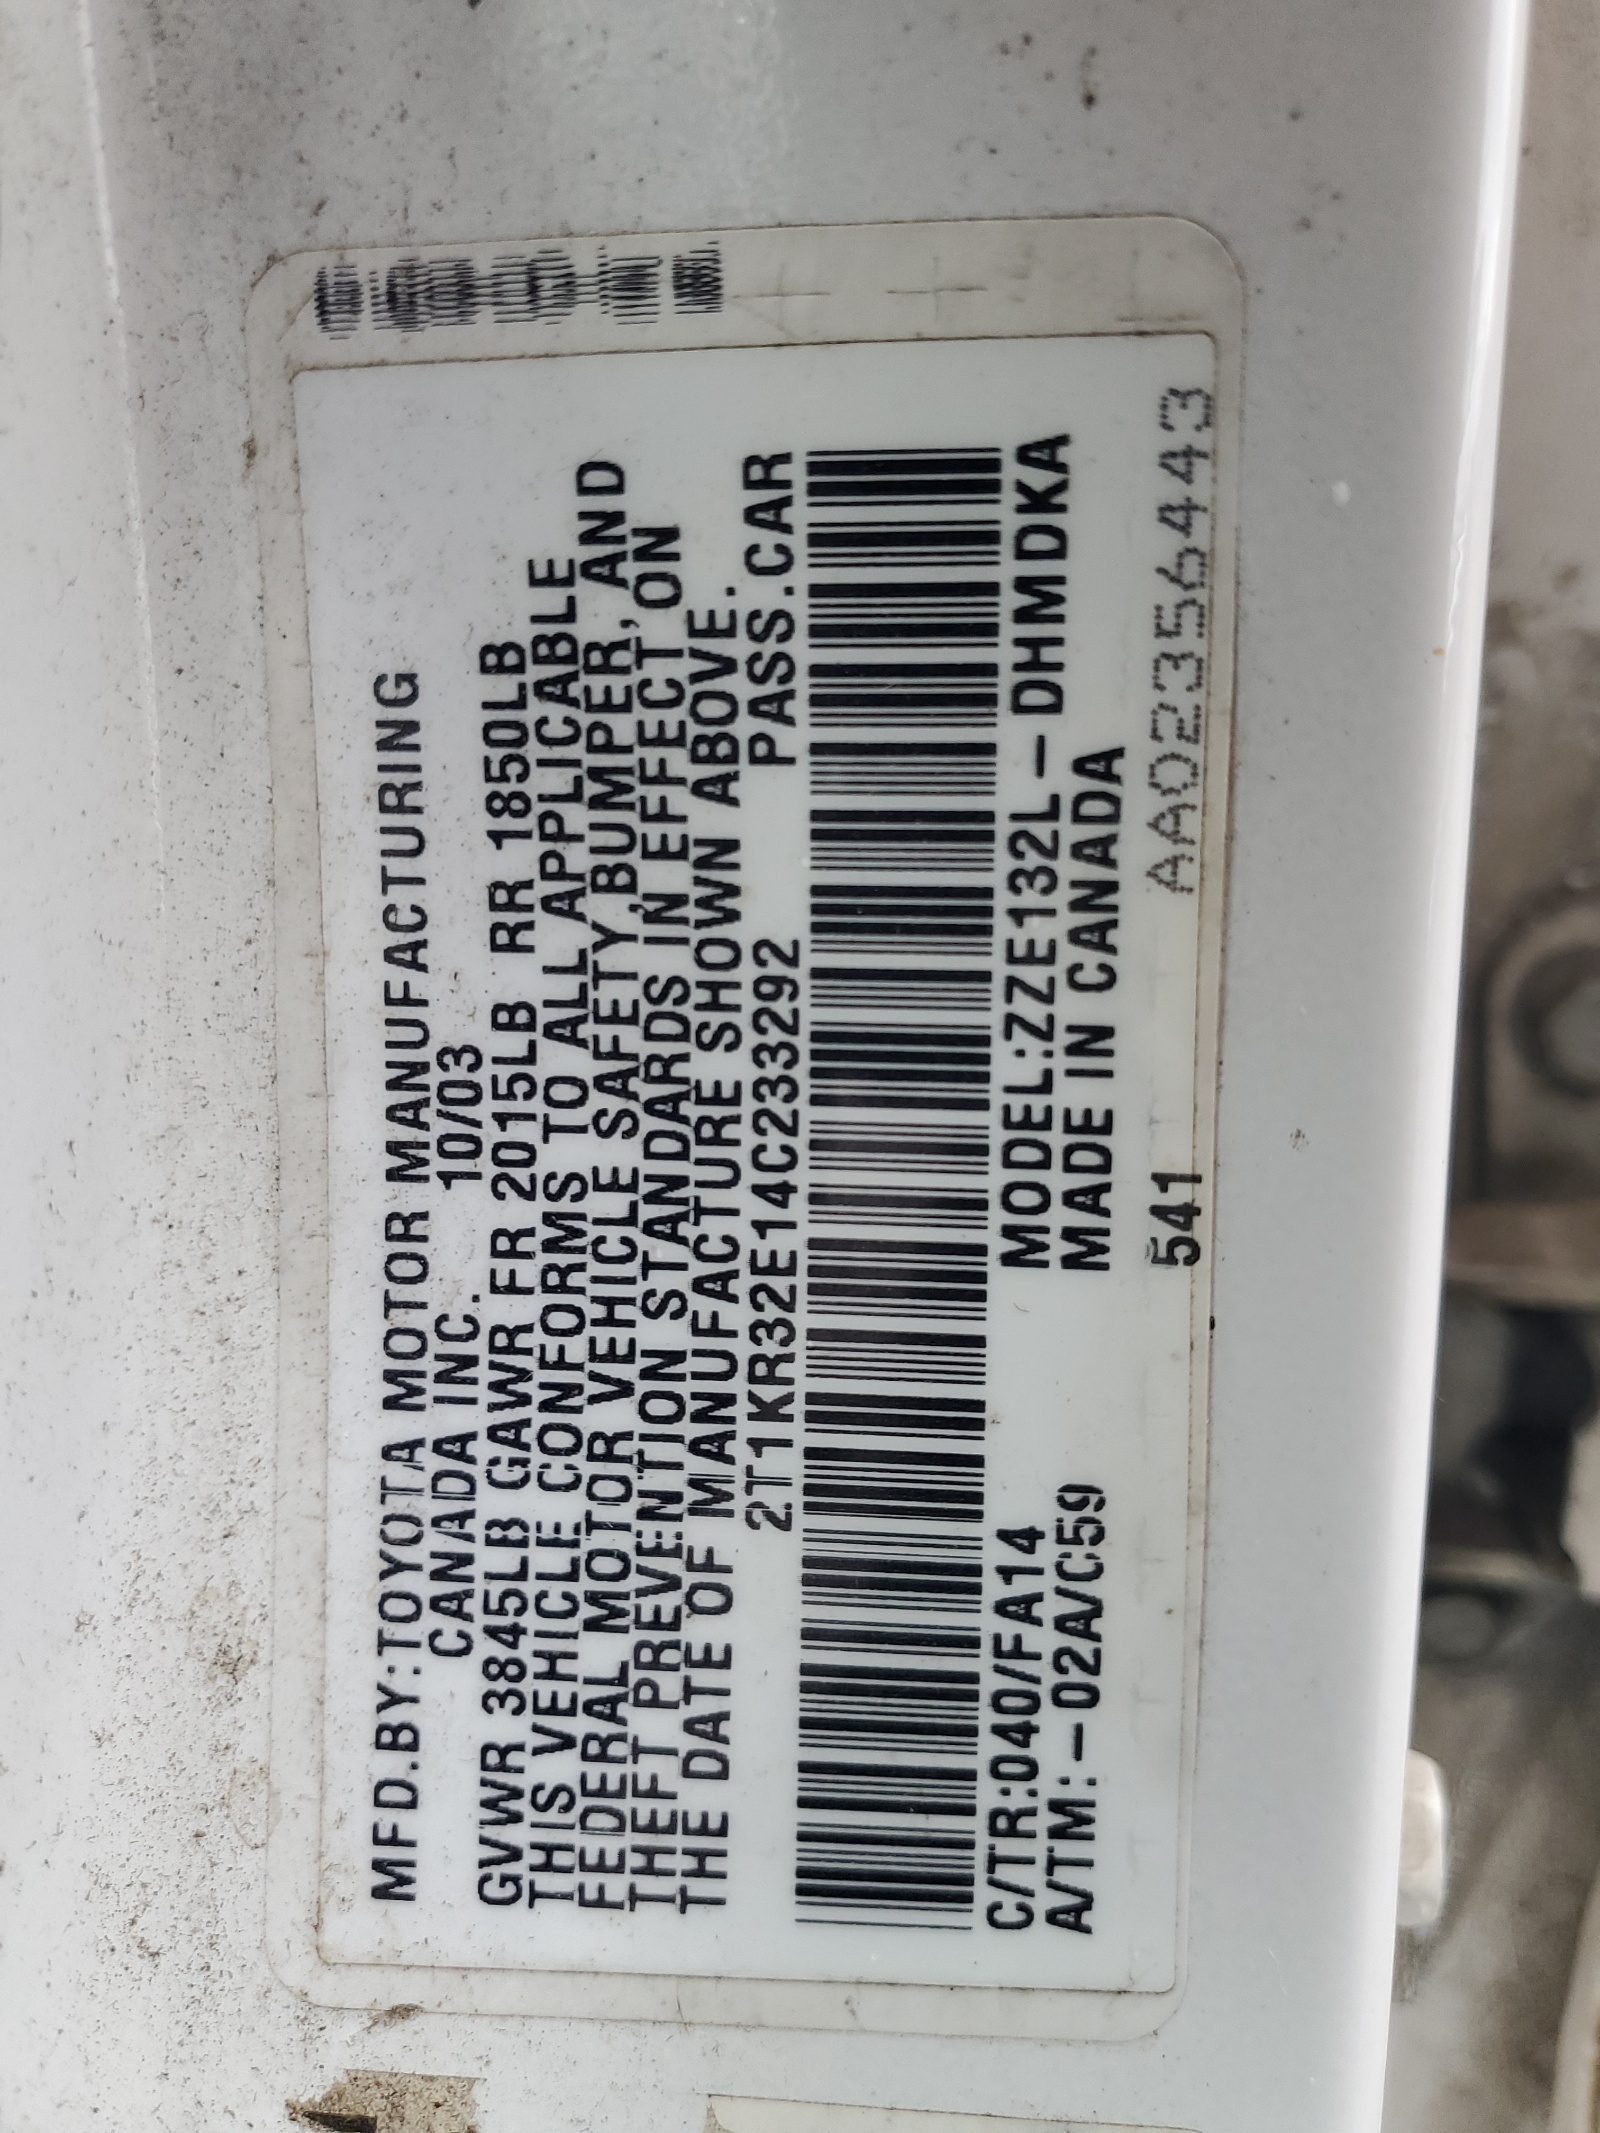 MFD.BY:TOYOTA MOTOR MANUFACTURING
CANADA INC. 10/03
GVWR 3845LB GAWR FR 2015LB RR 1850LB
THIS VEHICLE CONFORMS TO ALL APPLICABLE
FEDERAL MOTOR VEHICLE SAFETY,BUMPER, AND
THEFT PREVENTION STANDARDS IN EFFECT ON
THE DATE OF MANUFACTURE SHOWN ABOVE.
2T1KR32E14C233292 PASS.CAR
C/TR:040/FA14 MODEL:ZZE132L-DHMDKA
A/TM:-02A/C59 MADE IN CANADA
541 AA02356443